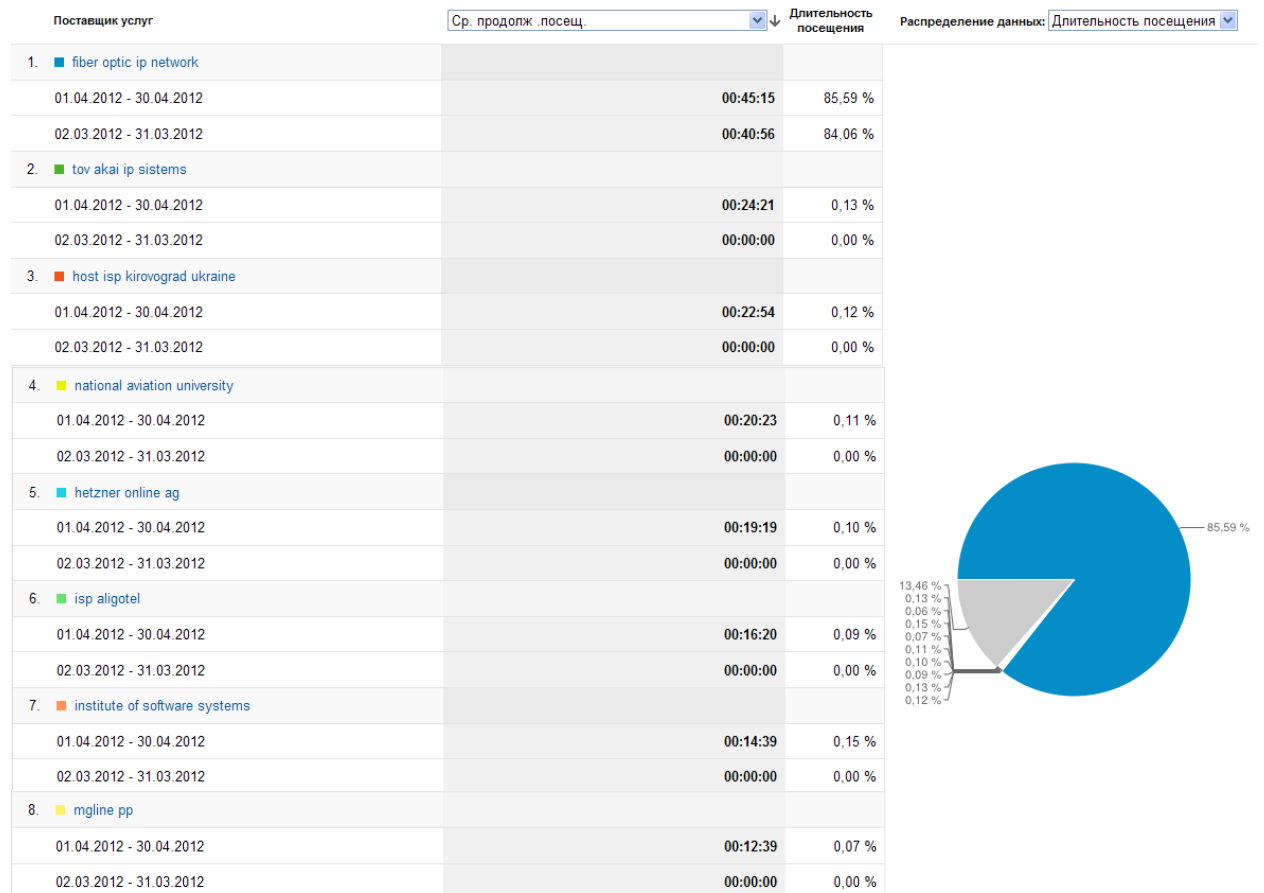 Поставщик услуг Ср. продолж .посещ. Длительность посещения Распределение данных: Длительность посещения
1. fiber optic ip network
01.04.2012 - 30.04.2012 00:45:15 85,59 %
02.03.2012 - 31.03.2012 00:40:56 84,06 %
2. tov akai ip sistems
01.04.2012 - 30.04.2012 00:24:21 0,13 %
02.03.2012 - 31.03.2012 00:00:00 0,00 %
3. host isp kirovograd ukraine
01.04.2012 - 30.04.2012 00:22:54 0,12 %
02.03.2012 - 31.03.2012 00:00:00 0,00 %
4. national aviation university
01.04.2012 - 30.04.2012 00:20:23 0,11 %
02.03.2012 - 31.03.2012 00:00:00 0,00 %
5. hetzner online ag
01.04.2012 - 30.04.2012 00:19:19 0,10 %
02.03.2012 - 31.03.2012 00:00:00 0,00 %
6. isp aligotel
01.04.2012 - 30.04.2012 00:16:20 0,09 %
02.03.2012 - 31.03.2012 00:00:00 0,00 %
7. institute of software systems
01.04.2012 - 30.04.2012 00:14:39 0,15 %
02.03.2012 - 31.03.2012 00:00:00 0,00 %
8. mgline pp
01.04.2012 - 30.04.2012 00:12:39 0,07 %
02.03.2012 - 31.03.2012 00:00:00 0,00 %
85,59 %
13,46 %
0,13 %
0,06 %
0,15 %
0,07 %
0,11 %
0,10 %
0,09 %
0,13 %
0,12 %